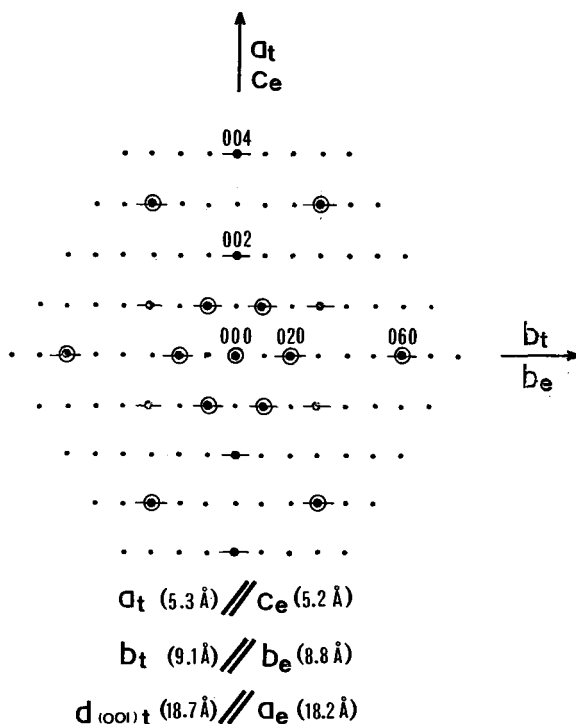 at
ce
004
002
000 020 060
bt
be
at (5.3 Å) // ce (5.2 Å)
bt (9.1 Å) // be (8.8 Å)
d (001) t (18.7 Å) // ae (18.2 Å)